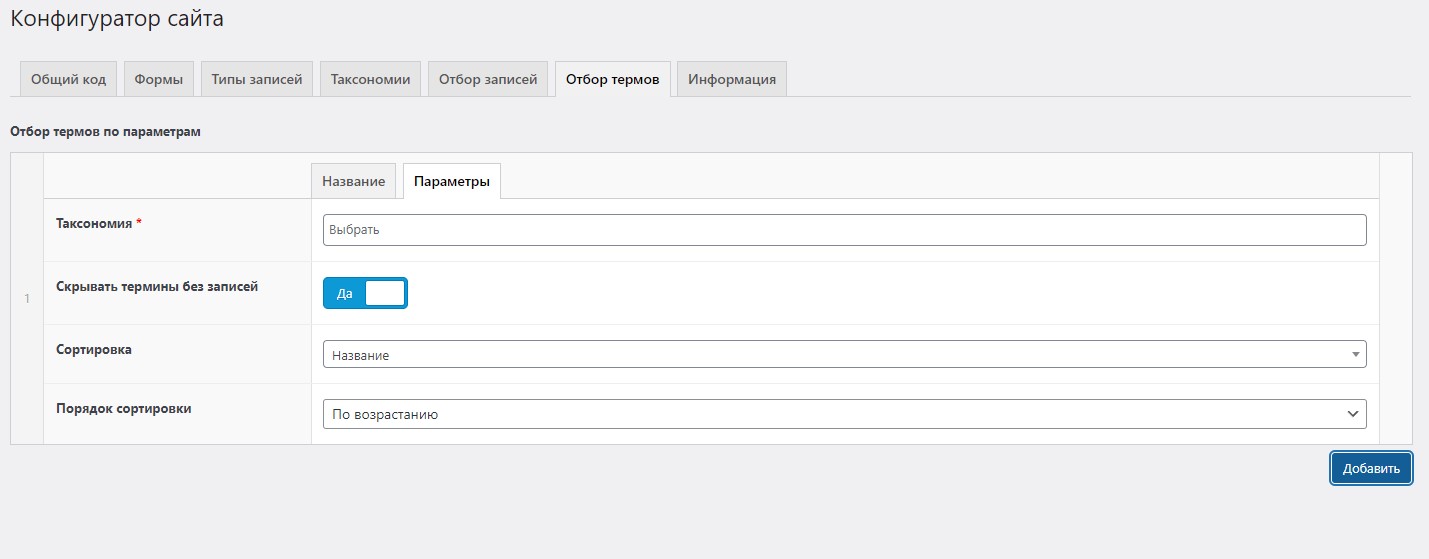 Конфигуратор сайта
Общий код Формы Типы записей Таксономии Отбор записей Отбор термов Информация
Отбор термов по параметрам
Название Параметры
Таксономия *
Выбрать
Скрывать термины без записей
Да
1
Сортировка
Название
Порядок сортировки
По возрастанию
Добавить